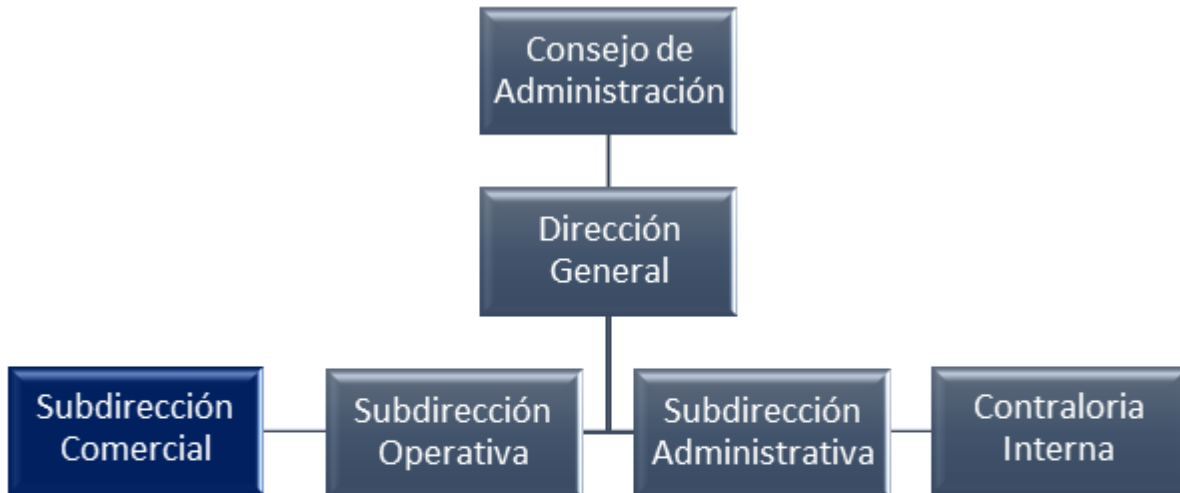 Consejo de
Administración
Dirección
General
Subdirección
Comercial
Subdirección
Operativa
Subdirección
Administrativa
Contraloria
Interna